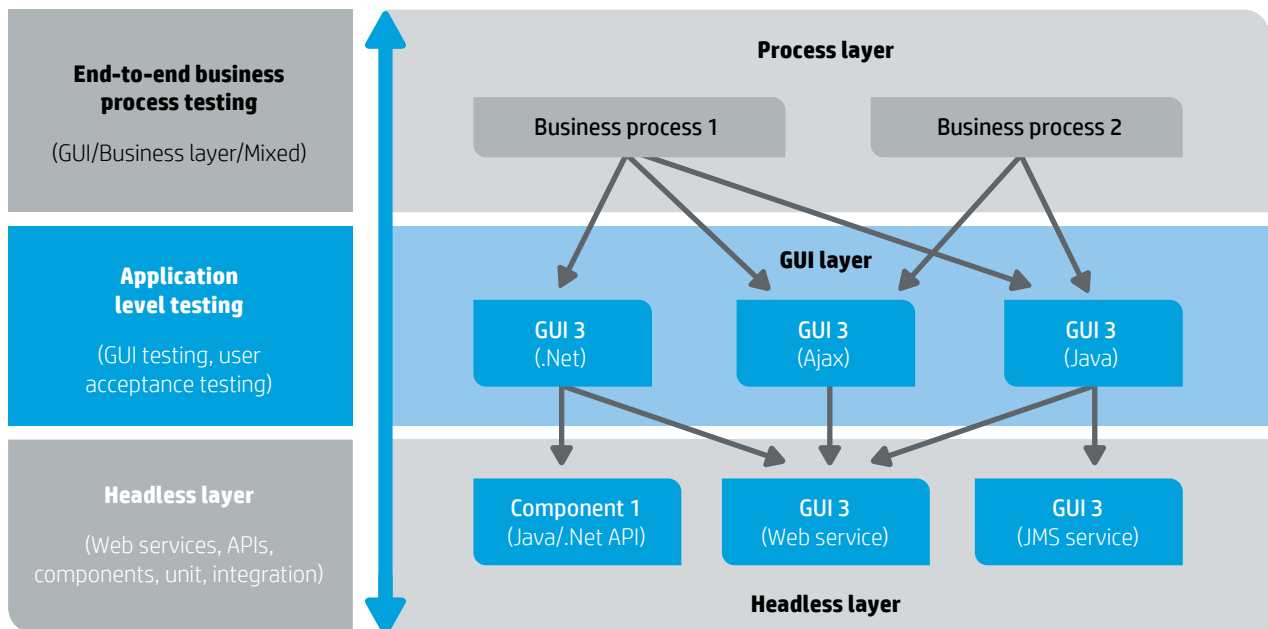 End-to-end business
process testing
(GUI/Business layer/Mixed)
Process layer
Business process 1
Business process 2
Application
level testing
(GUI testing, user
acceptance testing)
GUI layer
GUI 3
(.Net)
GUI 3
(Ajax)
GUI 3
(Java)
Headless layer
(Web services, APIs,
components, unit, integration)
Component 1
(Java/.Net API)
GUI 3
(Web service)
GUI 3
(JMS service)
Headless layer